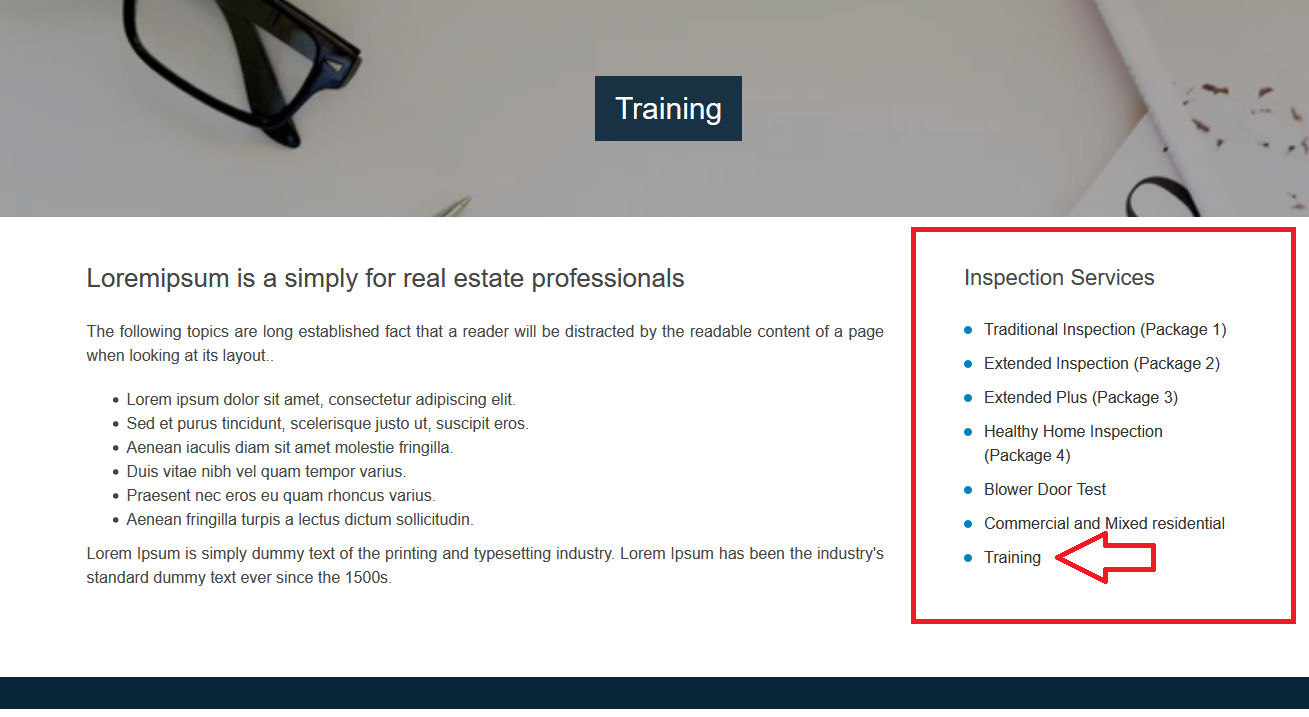 Training
Loremipsum is a simply for real estate professionals
The following topics are long established fact that a reader will be distracted by the readable content of a page
when looking at its layout..
Lorem ipsum dolor sit amet, consectetur adipiscing elit.
Sed et purus tincidunt, scelerisque justo ut, suscipit eros.
Aenean iaculis diam sit amet molestie fringilla.
Duis vitae nibh vel quam tempor varius.
Praesent nec eros eu quam rhoncus varius.
Aenean fringilla turpis a lectus dictum sollicitudin.
Lorem Ipsum is simply dummy text of the printing and typesetting industry. Lorem Ipsum has been the industry's
standard dummy text ever since the 1500s.
Inspection Services
Traditional Inspection (Package 1)
Extended Inspection (Package 2)
Extended Plus (Package 3)
Healthy Home Inspection
(Package 4)
Blower Door Test
Commercial and Mixed residential
Training